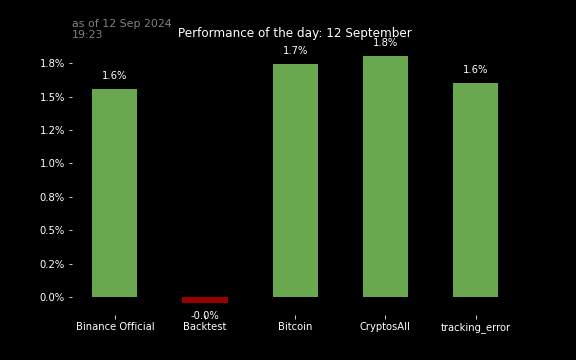 as of 12 Sep 2024
19:23
Performance of the day: 12 September
1.8%
1.5%
1.2%
1.0%
0.8%
0.5%
0.2%
0.0%
1.6%
-0.0%
1.7%
1.8%
1.6%
Binance Official
Backtest
Bitcoin
CryptosAll
tracking_error